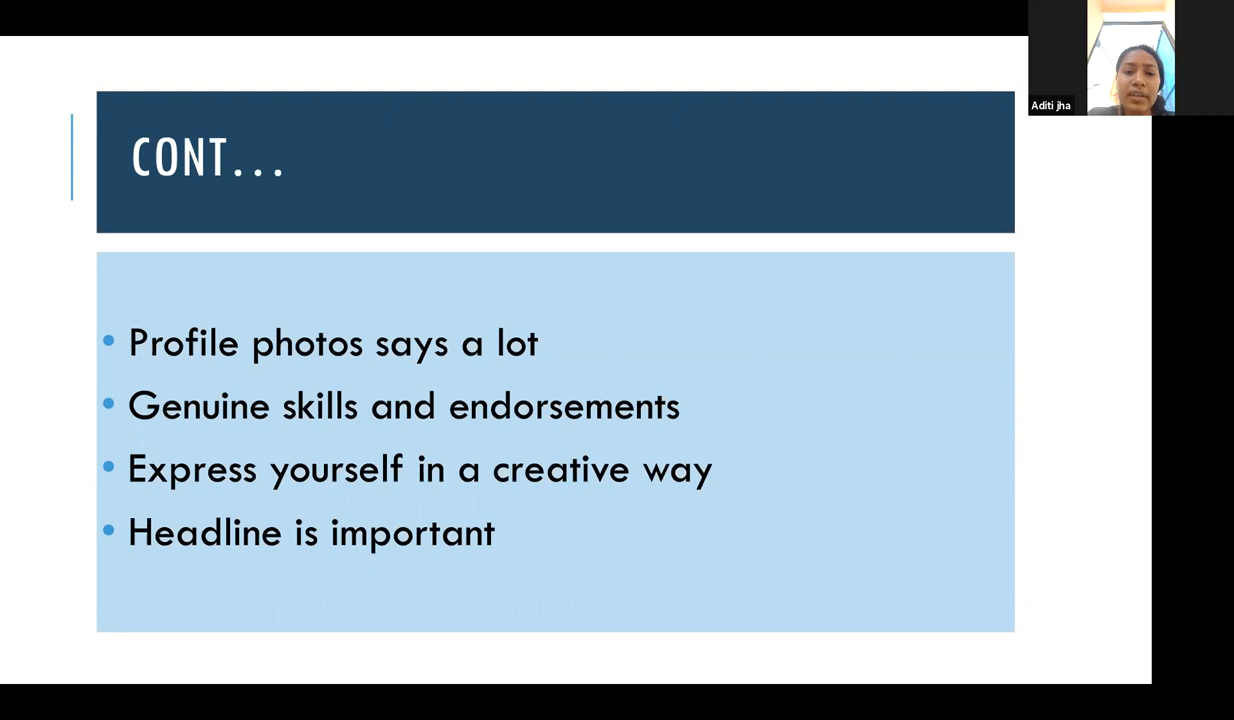 CONT...
• Profile photos says a lot
• Genuine skills and endorsements
• Express yourself in a creative way
• Headline is important
Aditi jha